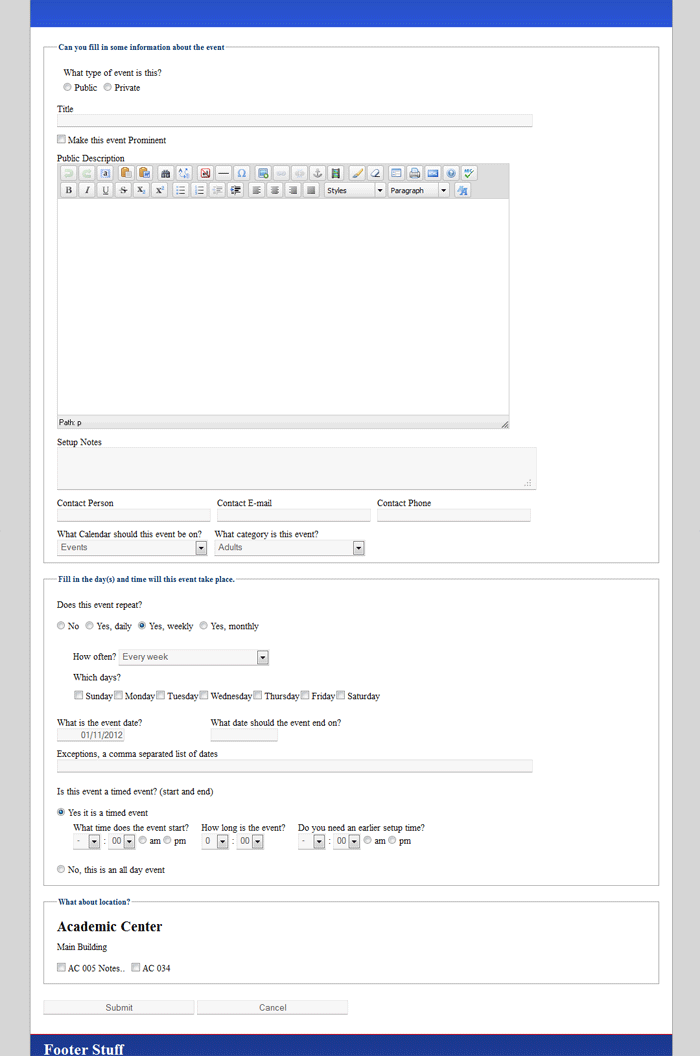 Can you fill in some information about the event
What type of event is this?
Public Private
Title
Make this event Prominent
Public Description
B I U S X₂ X² Styles Paragraph
Path: p
Setup Notes
Contact Person Contact E-mail Contact Phone
What Calendar should this event be on? What category is this event?
Events Adults
Fill in the day(s) and time will this event take place.
Does this event repeat?
No Yes, daily Yes, weekly Yes, monthly
How often? Every week
Which days?
Sunday Monday Tuesday Wednesday Thursday Friday Saturday
What is the event date? What date should the event end on?
01/11/2012
Exceptions, a comma separated list of dates
Is this event a timed event? (start and end)
Yes it is a timed event
What time does the event start? How long is the event? Do you need an earlier setup time?
- : 00 am pm 0 : 00 - : 00 am pm
No, this is an all day event
What about location?
Academic Center
Main Building
AC 005 Notes.. AC 034
Submit Cancel
Footer Stuff